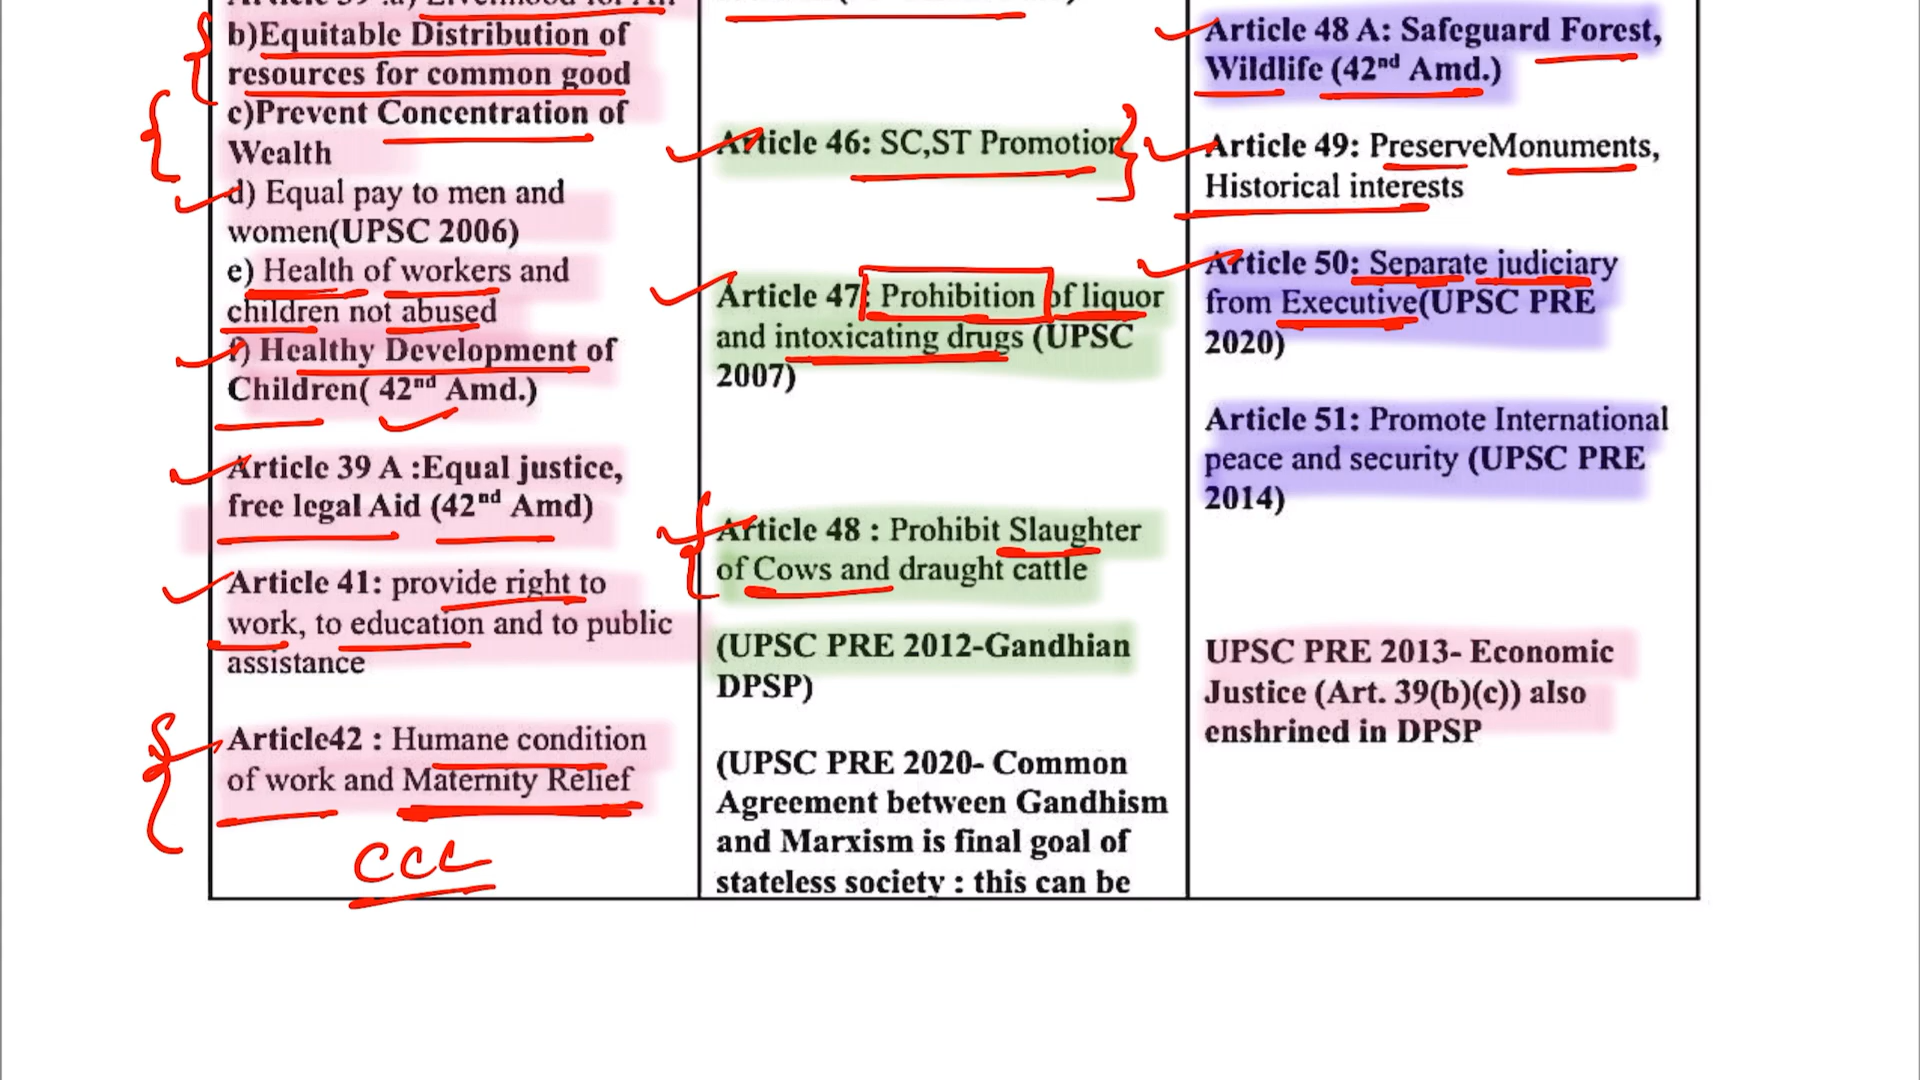 Article 39 :a) Livelihood for All
b)Equitable Distribution of
resources for common good
c)Prevent Concentration of
Wealth
d) Equal pay to men and
women(UPSC 2006)
e) Health of workers and
children not abused
f) Healthy Development of
Children( 42nd Amd.)
Article 39 A :Equal justice,
free legal Aid (42nd Amd)
Article 41: provide right to
work, to education and to public
assistance
Article42 : Humane condition
of work and Maternity Relief
CCL
Article 46: SC,ST Promotion
Article 47: Prohibition of liquor
and intoxicating drugs (UPSC
2007)
Article 48 : Prohibit Slaughter
of Cows and draught cattle
(UPSC PRE 2012-Gandhian
DPSP)
(UPSC PRE 2020- Common
Agreement between Gandhism
and Marxism is final goal of
stateless society : this can be
Article 48 A: Safeguard Forest,
Wildlife (42nd Amd.)
Article 49: PreserveMonuments,
Historical interests
Article 50: Separate judiciary
from Executive(UPSC PRE
2020)
Article 51: Promote International
peace and security (UPSC PRE
2014)
UPSC PRE 2013- Economic
Justice (Art. 39(b)(c)) also
enshrined in DPSP